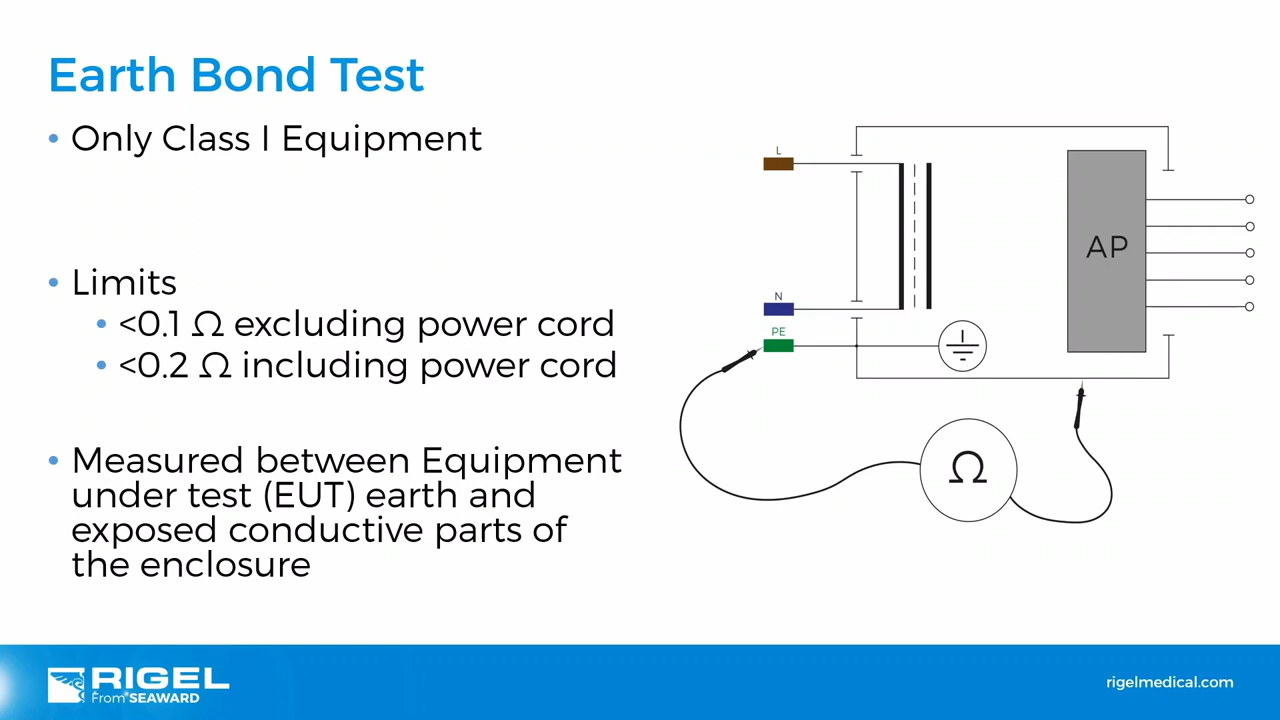 Earth Bond Test
• Only Class I Equipment
• Limits
• <0.1 Ω excluding power cord
• <0.2 Ω including power cord
• Measured between Equipment
under test (EUT) earth and
exposed conductive parts of
the enclosure
L
N
PE
AP
Ω
RIGEL
From SEAWARD
rigelmedical.com